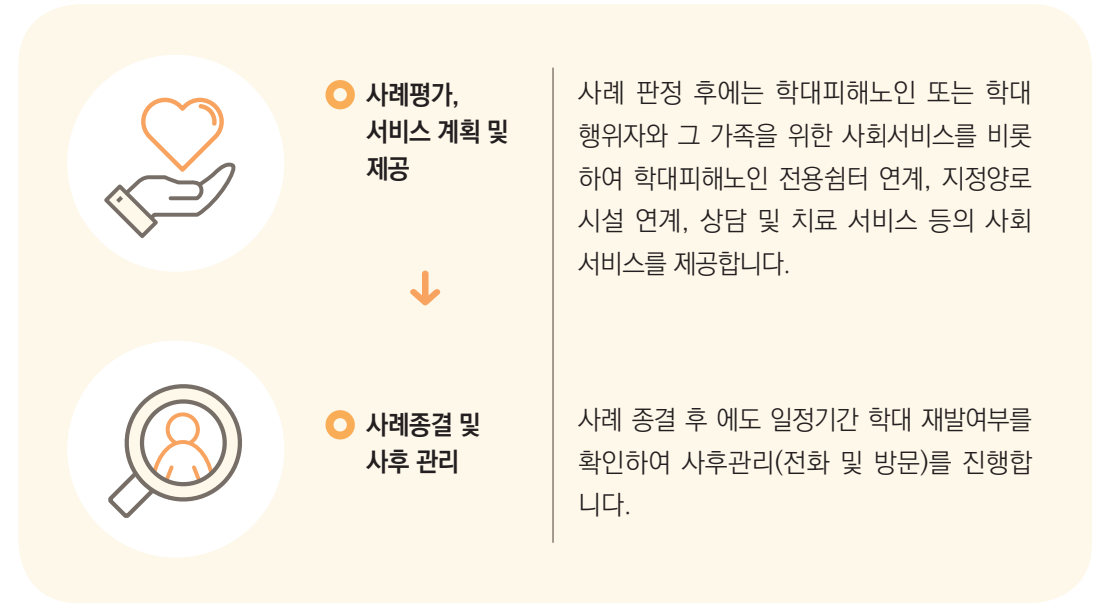 사례평가,
서비스 계획 및
제공
사례 판정 후에는 학대피해노인 또는 학대
행위자와 그 가족을 위한 사회서비스를 비롯
하여 학대피해노인 전용쉼터 연계, 지정양로
시설 연계, 상담 및 치료 서비스 등의 사회
서비스를 제공합니다.
사례종결 및
사후 관리
사례 종결 후 에도 일정기간 학대 재발여부를
확인하여 사후관리(전화 및 방문)를 진행합
니다.